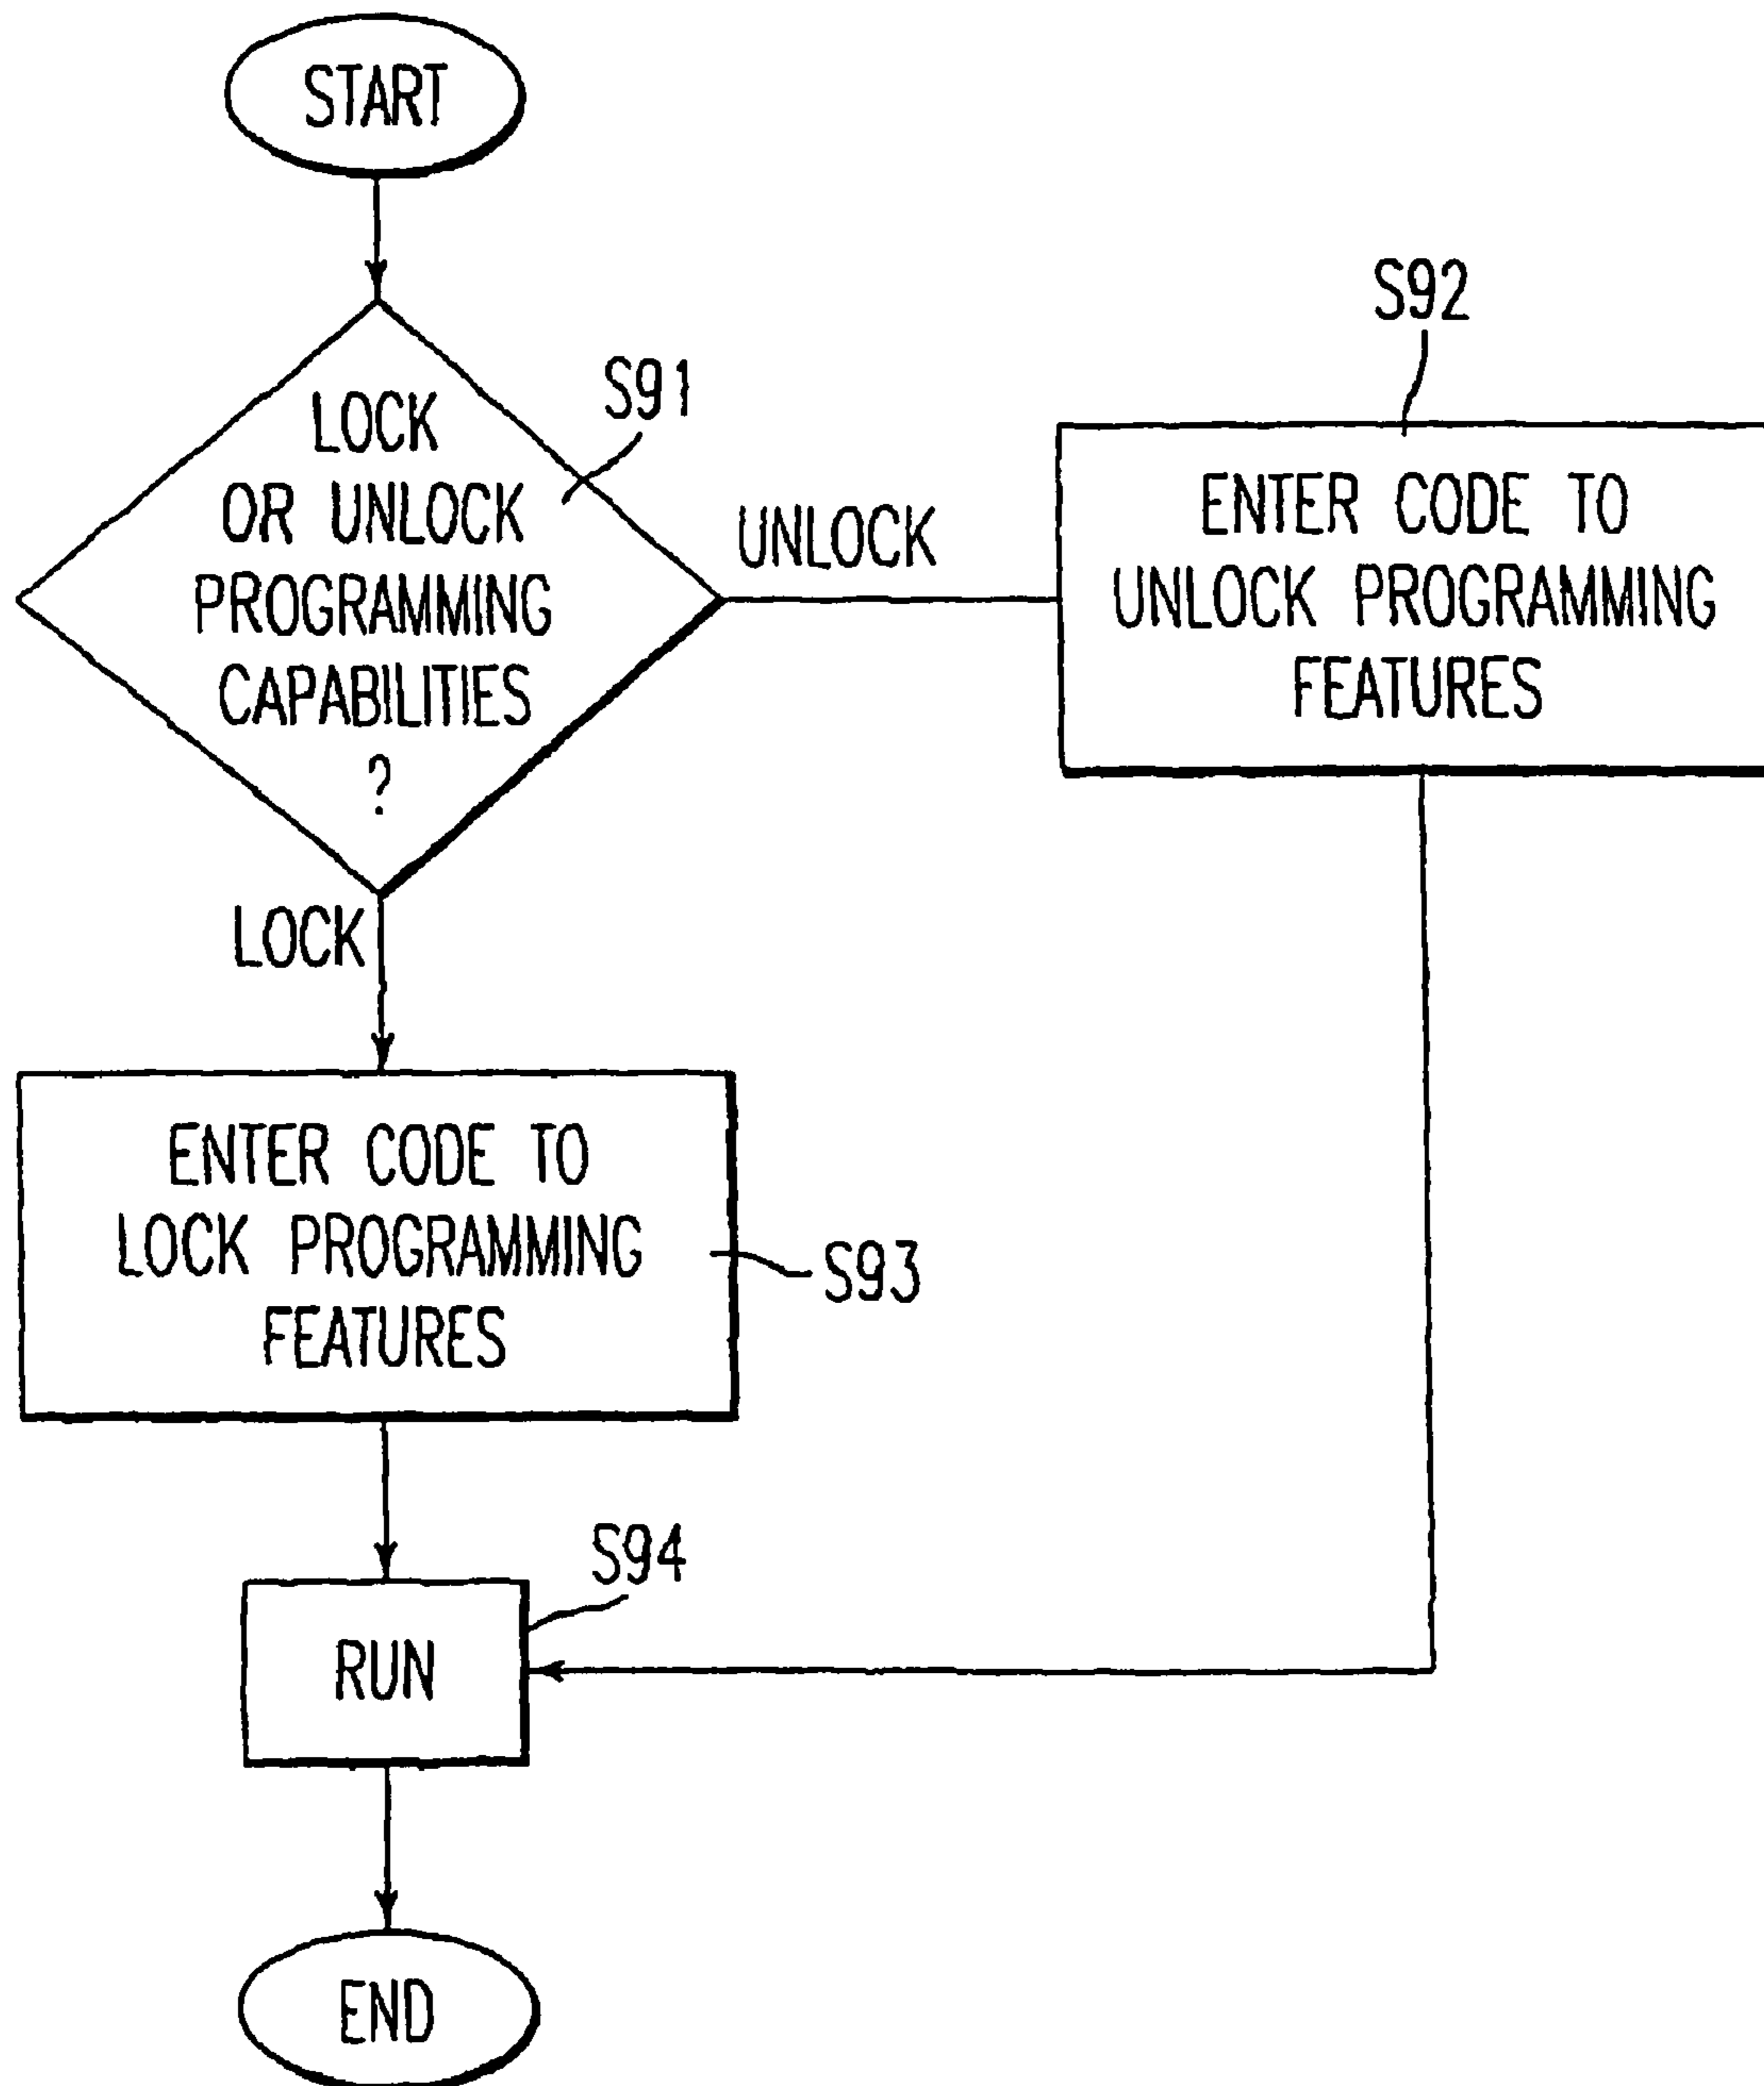 START
S91
LOCK
OR UNLOCK
PROGRAMMING
CAPABILITIES
?
UNLOCK
S92
ENTER CODE TO
UNLOCK PROGRAMMING
FEATURES
LOCK
ENTER CODE TO
LOCK PROGRAMMING
FEATURES
S93
S94
RUN
END